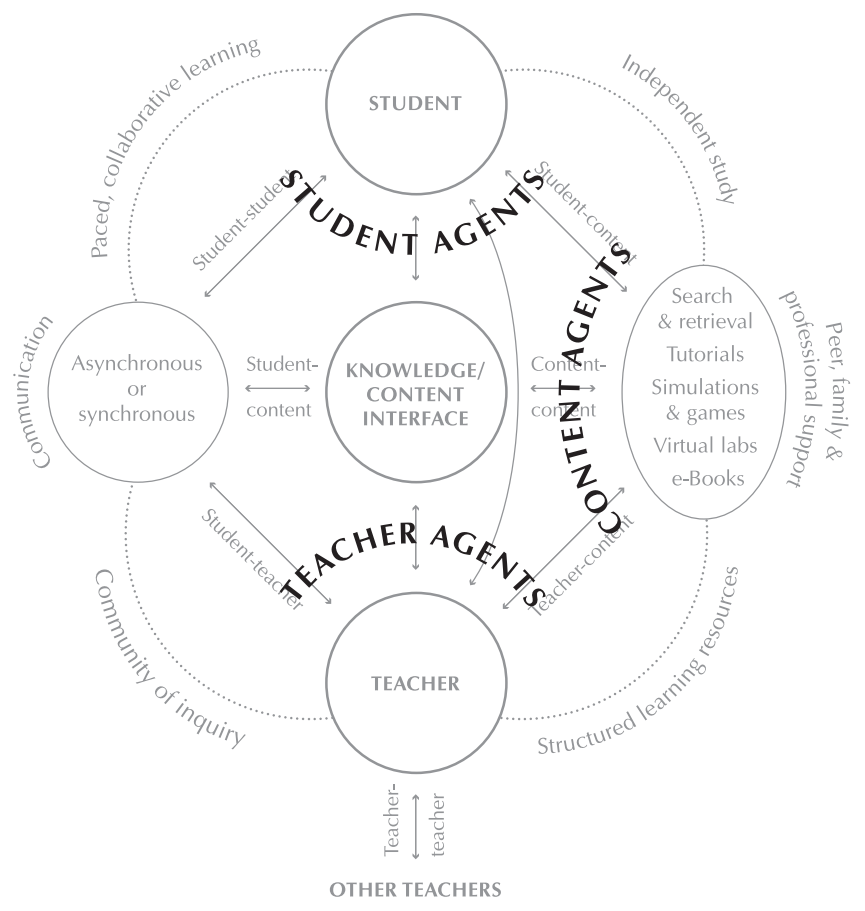 Paced, collaborative learning
STUDENT
Independent study
Student-student
STUDENT AGENTS
Student-content
Communication
Asynchronous
or
synchronous
Student-
content
KNOWLEDGE/
CONTENT
INTERFACE
Content-
content
CONTENT AGENTS
Search
& retrieval
Tutorials
Simulations
& games
Virtual labs
e-Books
Peer, family &
professional support
Student-teacher
TEACHER AGENTS
Teacher-content
Community of inquiry
TEACHER
Structured learning resources
Teacher-
teacher
OTHER TEACHERS